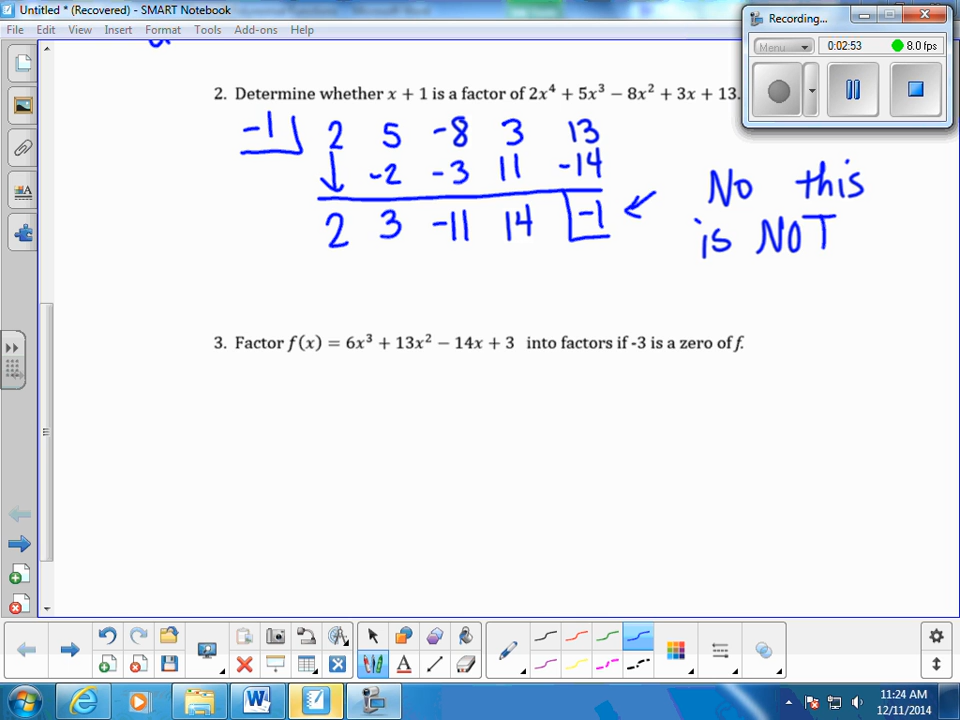 Untitled * (Recovered) - SMART Notebook
Recording...
File Edit View Insert Format Tools Add-ons Help
Menu 0:02:53 8.0 fps
2. Determine whether x + 1 is a factor of 2x⁴ + 5x³ − 8x² + 3x + 13.
-1 2 5 -8 3 13
-2 -3 11 -14
2 3 -11 14 -1
No this
is NOT
3. Factor f(x) = 6x³ + 13x² − 14x + 3 into factors if -3 is a zero of f.
A
11:24 AM
12/11/2014